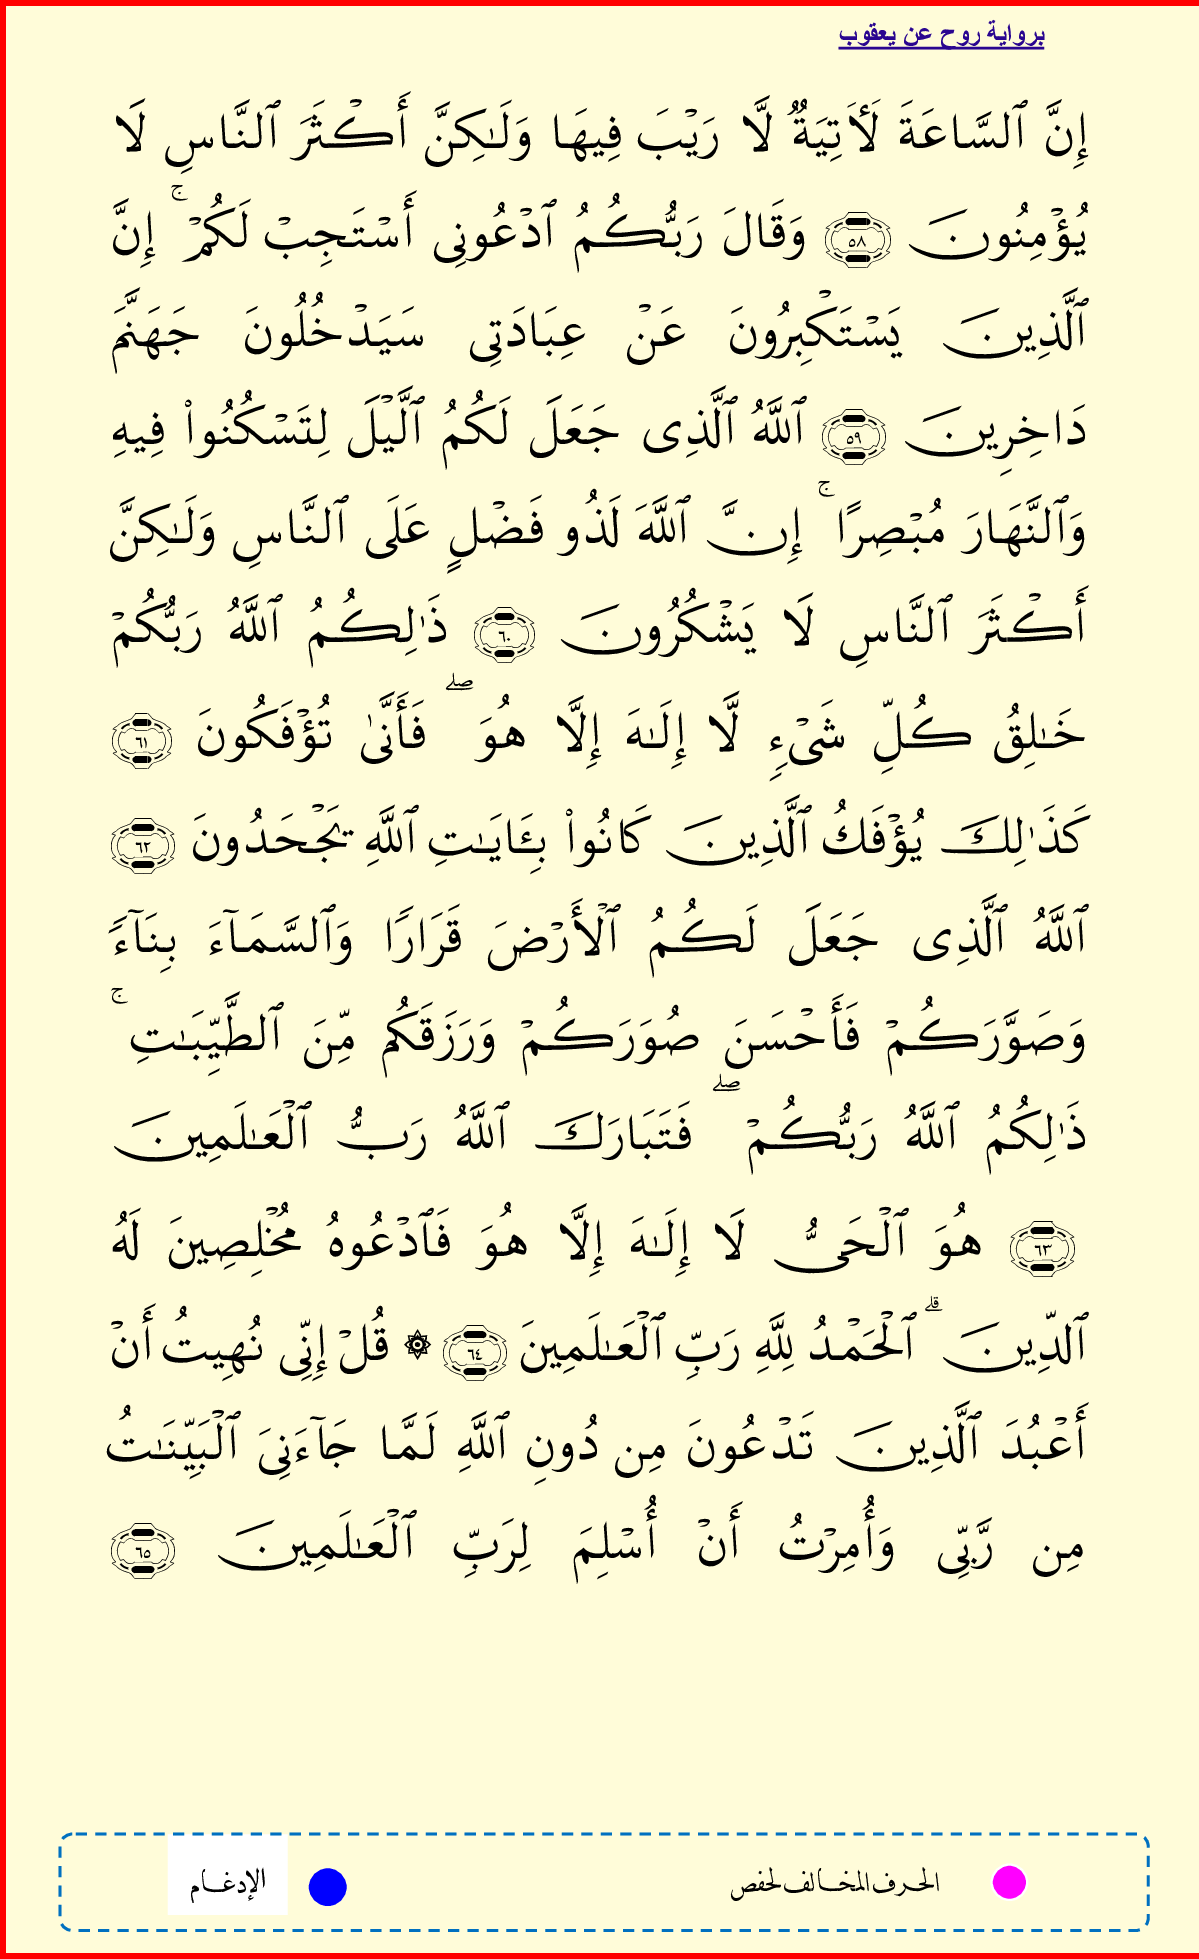 برواية روح عن يعقوب
إِنَّ ٱلسَّاعَةَ لَأٓتِيَةٌ لَّا رَيۡبَ فِيهَا وَلَٰكِنَّ أَكۡثَرَ ٱلنَّاسِ لَا
يُؤۡمِنُونَ ٥٨ وَقَالَ رَبُّكُمُ ٱدۡعُونِي أَسۡتَجِبۡ لَكُمۡۚ إِنَّ
ٱلَّذِينَ يَسۡتَكۡبِرُونَ عَنۡ عِبَادَتِي سَيَدۡخُلُونَ جَهَنَّمَ
دَاخِرِينَ ٥٩ ٱللَّهُ ٱلَّذِي جَعَلَ لَكُمُ ٱلَّيۡلَ لِتَسۡكُنُواْ فِيهِ
وَٱلنَّهَارَ مُبۡصِرًاۚ إِنَّ ٱللَّهَ لَذُو فَضۡلٍ عَلَى ٱلنَّاسِ وَلَٰكِنَّ
أَكۡثَرَ ٱلنَّاسِ لَا يَشۡكُرُونَ ٦٠ ذَٰلِكُمُ ٱللَّهُ رَبُّكُمۡ
خَٰلِقُ كُلِّ شَيۡءٖ لَّا إِلَٰهَ إِلَّا هُوَۖ فَأَنَّىٰ تُؤۡفَكُونَ ٦١
كَذَٰلِكَ يُؤۡفَكُ ٱلَّذِينَ كَانُواْ بِـَٔايَٰتِ ٱللَّهِ يَجۡحَدُونَ ٦٢
ٱللَّهُ ٱلَّذِي جَعَلَ لَكُمُ ٱلۡأَرۡضَ قَرَارٗا وَٱلسَّمَآءَ بِنَآءٗ
وَصَوَّرَكُمۡ فَأَحۡسَنَ صُوَرَكُمۡ وَرَزَقَكُم مِّنَ ٱلطَّيِّبَٰتِۚ
ذَٰلِكُمُ ٱللَّهُ رَبُّكُمۡۖ فَتَبَارَكَ ٱللَّهُ رَبُّ ٱلۡعَٰلَمِينَ
٦٣ هُوَ ٱلۡحَيُّ لَا إِلَٰهَ إِلَّا هُوَ فَٱدۡعُوهُ مُخۡلِصِينَ لَهُ
ٱلدِّينَۗ ٱلۡحَمۡدُ لِلَّهِ رَبِّ ٱلۡعَٰلَمِينَ ٦٤ ۞ قُلۡ إِنِّي نُهِيتُ أَنۡ
أَعۡبُدَ ٱلَّذِينَ تَدۡعُونَ مِن دُونِ ٱللَّهِ لَمَّا جَآءَنِيَ ٱلۡبَيِّنَٰتُ
مِن رَّبِّي وَأُمِرۡتُ أَنۡ أُسۡلِمَ لِرَبِّ ٱلۡعَٰلَمِينَ ٦٥
الحرف المخالف لحفص الإدغام